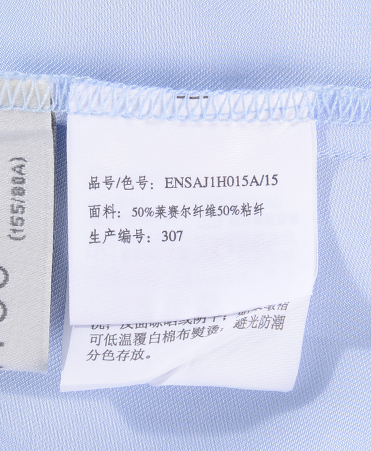 (155/80A)
品号/色号: ENSAJ1H015A/15
面料: 50%莱赛尔纤维50%粘纤
生产编号: 307
可低温覆白棉布熨烫; 避光防潮
分色存放。